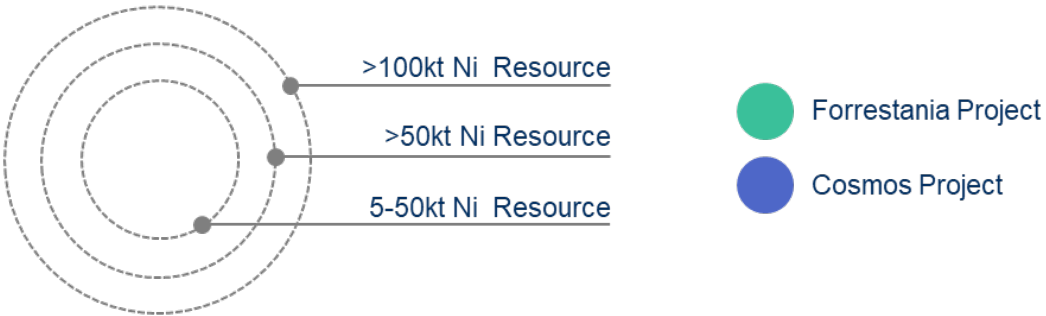 >100kt Ni  Resource
>50kt Ni Resource
5-50kt Ni  Resource
Forrestania Project
Cosmos Project